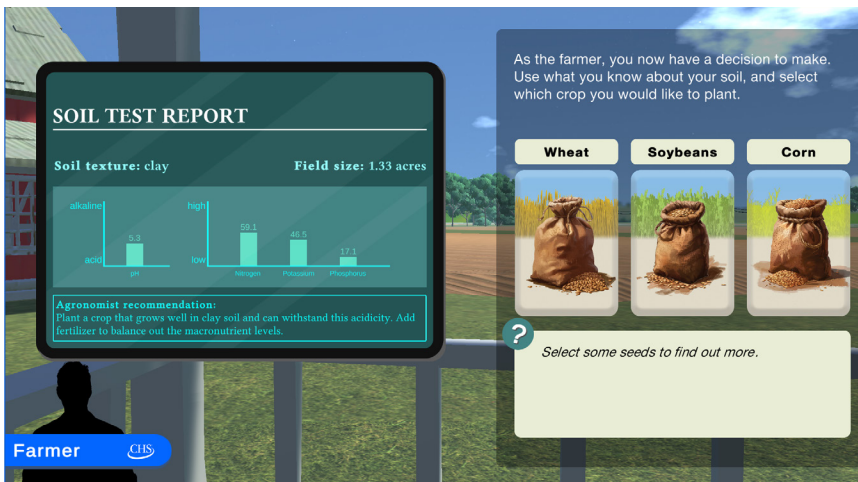 SOIL TEST REPORT
Soil texture: clay
Field size: 1.33 acres
alkaline
acid
5.3
pH
high
low
59.1
46.5
17.1
Nitrogen
Potassium
Phosphorus
Agronomist recommendation:
Plant a crop that grows well in clay soil and can withstand this acidicity. Add
fertilizer to balance out the macronutrient levels.
Farmer
CHS
As the farmer, you now have a decision to make.
Use what you know about your soil, and select
which crop you would like to plant.
Wheat
Soybeans
Corn
?
Select some seeds to find out more.